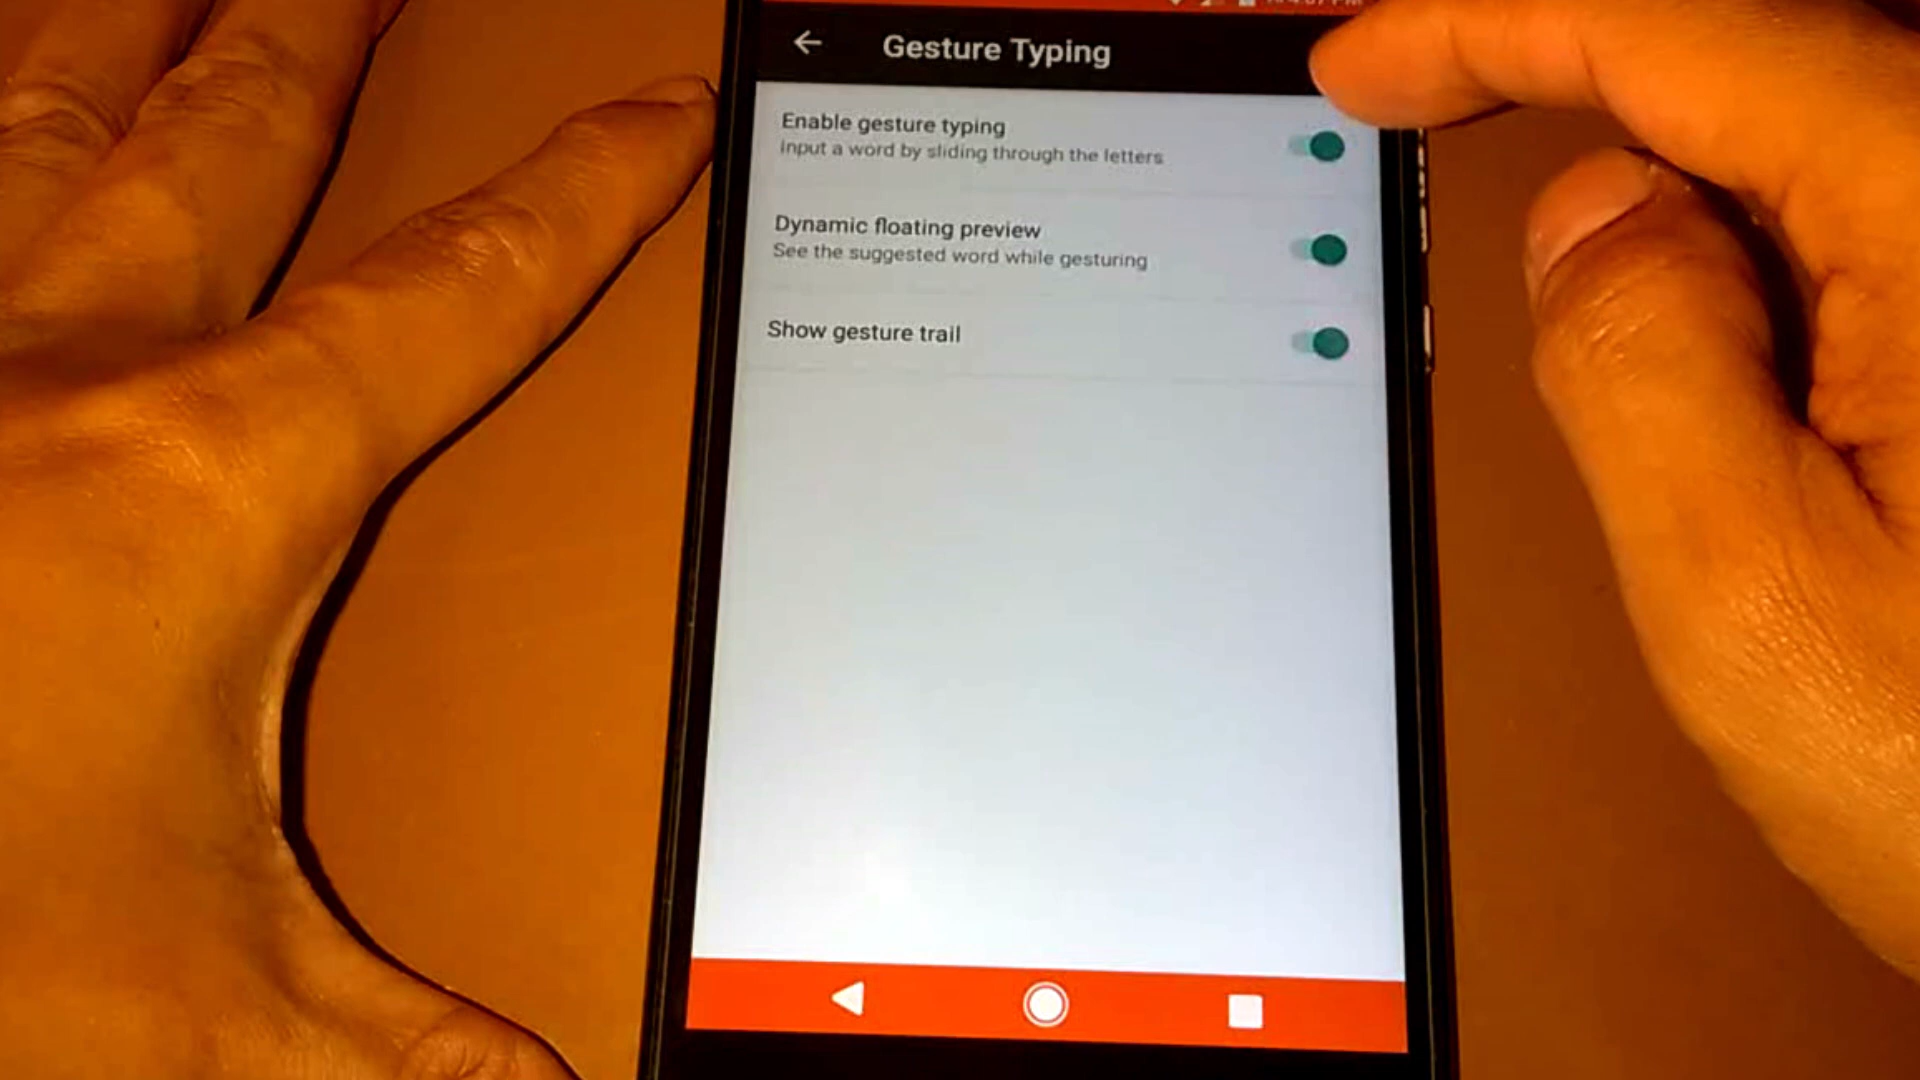 Gesture Typing
Enable gesture typing
Input a word by sliding through the letters
Dynamic floating preview
See the suggested word while gesturing
Show gesture trail